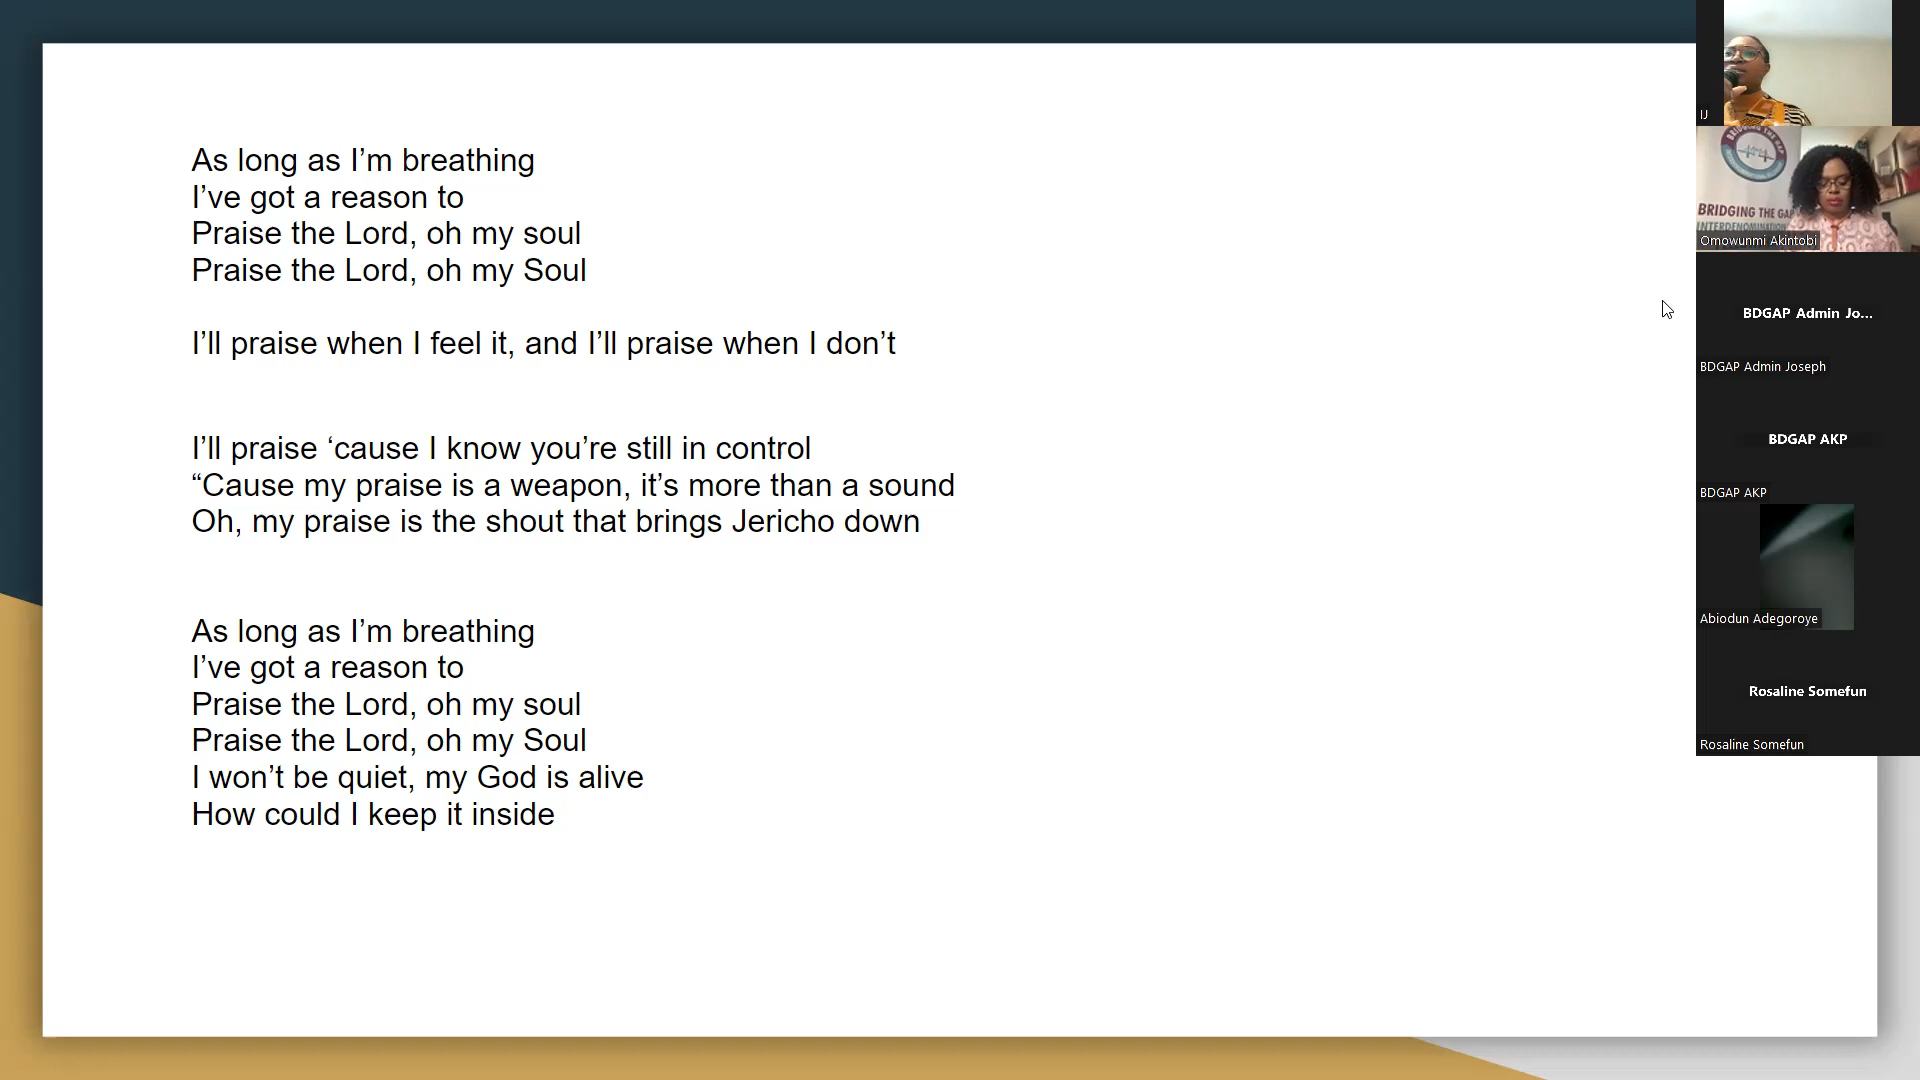 As long as I’m breathing
I’ve got a reason to
Praise the Lord, oh my soul
Praise the Lord, oh my Soul
I’ll praise when I feel it, and I’ll praise when I don’t
I’ll praise ‘cause I know you’re still in control
“Cause my praise is a weapon, it’s more than a sound
Oh, my praise is the shout that brings Jericho down
As long as I’m breathing
I’ve got a reason to
Praise the Lord, oh my soul
Praise the Lord, oh my Soul
I won’t be quiet, my God is alive
How could I keep it inside
IJ
BRIDGING THE GAP
BRIDGING THE GAP
Omowunmi Akintobi
BDGAP Admin Jo...
BDGAP Admin Joseph
BDGAP AKP
BDGAP AKP
Abiodun Adegoroye
Rosaline Somefun
Rosaline Somefun